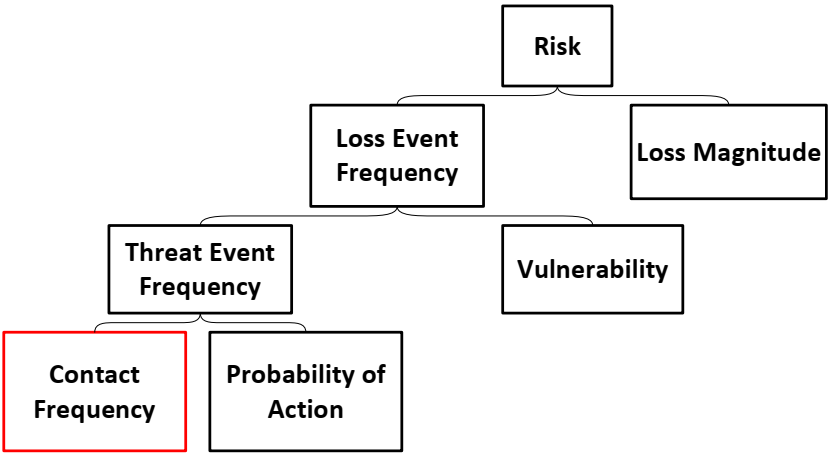 Risk
Loss Event
Frequency
Loss Magnitude
Threat Event
Frequency
Vulnerability
Contact
Frequency
Probability of
Action